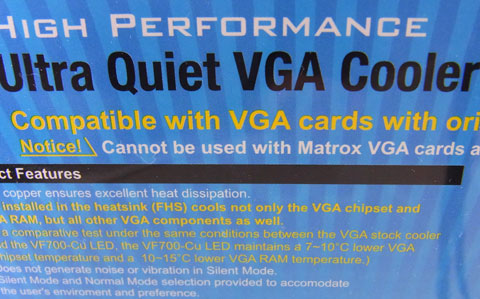 HIGH PERFORMANCE
Ultra Quiet VGA Cooler
Compatible with VGA cards with ori
Notice! Cannot be used with Matrox VGA cards a
ct Features
copper ensures excellent heat dissipation.
installed in the heatsink (FHS) cools not only the VGA chipset and
A RAM, but all other VGA components as well.
a comparative test under the same conditions between the VGA stock cooler
d the VF700-Cu LED, the VF700-Cu LED maintains a 7~10°C lower VGA
hipset temperature and a 10~15°C lower VGA RAM temperature.)
Does not generate noise or vibration in Silent Mode.
Silent Mode and Normal Mode selection provided to accomodate
the user's enviroment and preference.